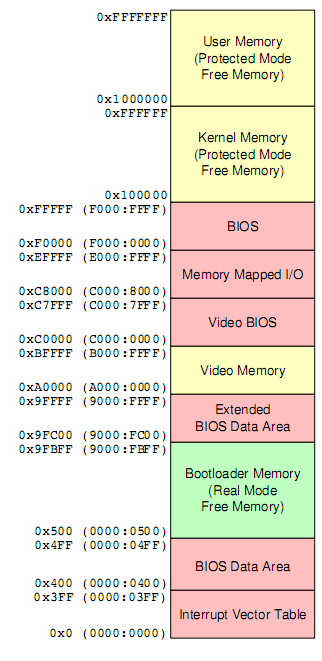 0xFFFFFFF
User Memory
(Protected Mode
Free Memory)
0x1000000
0xFFFFFF
Kernel Memory
(Protected Mode
Free Memory)
0x100000
0xFFFFF (F000:FFFF)
BIOS
0xF0000 (F000:0000)
0xEFFFF (E000:FFFF)
Memory Mapped I/O
0xC8000 (C000:8000)
0xC7FFF (C000:7FFF)
Video BIOS
0xC0000 (C000:0000)
0xBFFFF (B000:FFFF)
Video Memory
0xA0000 (A000:0000)
0x9FFFF (9000:FFFF)
Extended
BIOS Data Area
0x9FC00 (9000:FC00)
0x9FBFF (9000:FBFF)
Bootloader Memory
(Real Mode
Free Memory)
0x500 (0000:0500)
0x4FF (0000:04FF)
BIOS Data Area
0x400 (0000:0400)
0x3FF (0000:03FF)
Interrupt Vector Table
0x0 (0000:0000)